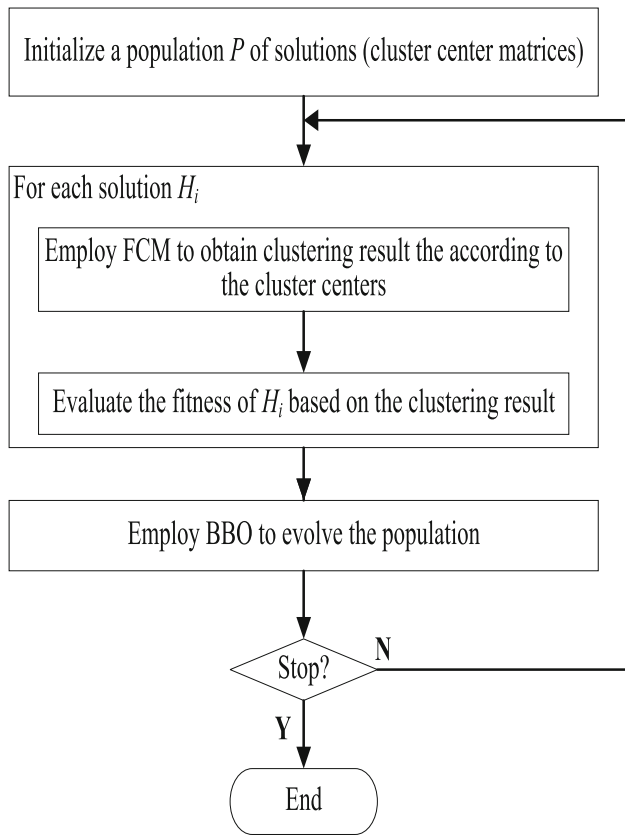 Initialize a population P of solutions (cluster center matrices)
For each solution Hi
Employ FCM to obtain clustering result the according to
the cluster centers
Evaluate the fitness of Hi based on the clustering result
Employ BBO to evolve the population
Stop?
N
Y
End